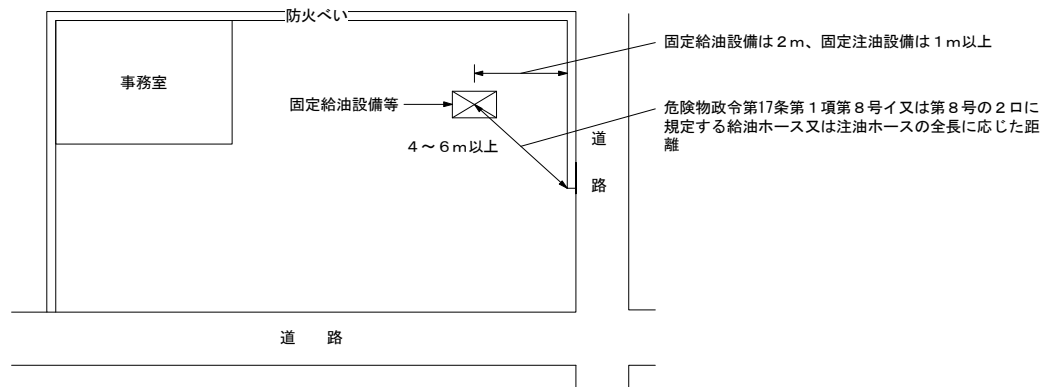 防火べい
固定給油設備は２ｍ、固定注油設備は１ｍ以上
事務室
固定給油設備等
危険物政令第17条第１項第８号イ又は第８号の２ロに
規定する給油ホース又は注油ホースの全長に応じた距
離
４～６ｍ以上
道
路
道　路